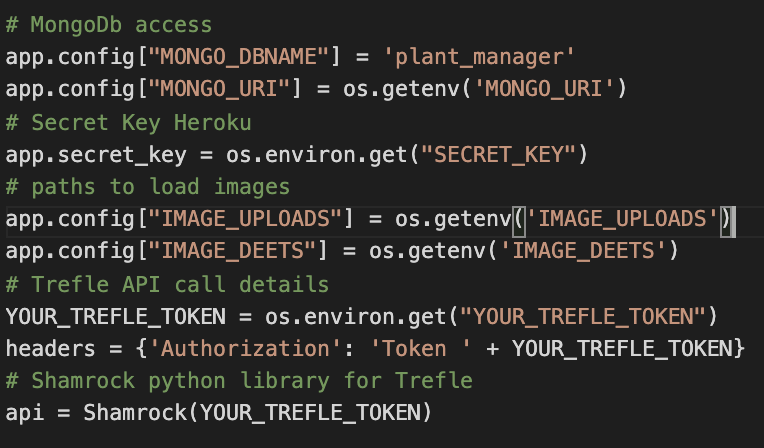 # MongoDb access
app.config["MONGO_DBNAME"] = 'plant_manager'
app.config["MONGO_URI"] = os.getenv('MONGO_URI')
# Secret Key Heroku
app.secret_key = os.environ.get("SECRET_KEY")
# paths to load images
app.config["IMAGE_UPLOADS"] = os.getenv('IMAGE_UPLOADS')
app.config["IMAGE_DEETS"] = os.getenv('IMAGE_DEETS')
# Trefle API call details
YOUR_TREFLE_TOKEN = os.environ.get("YOUR_TREFLE_TOKEN")
headers = {'Authorization': 'Token ' + YOUR_TREFLE_TOKEN}
# Shamrock python library for Trefle
api = Shamrock(YOUR_TREFLE_TOKEN)